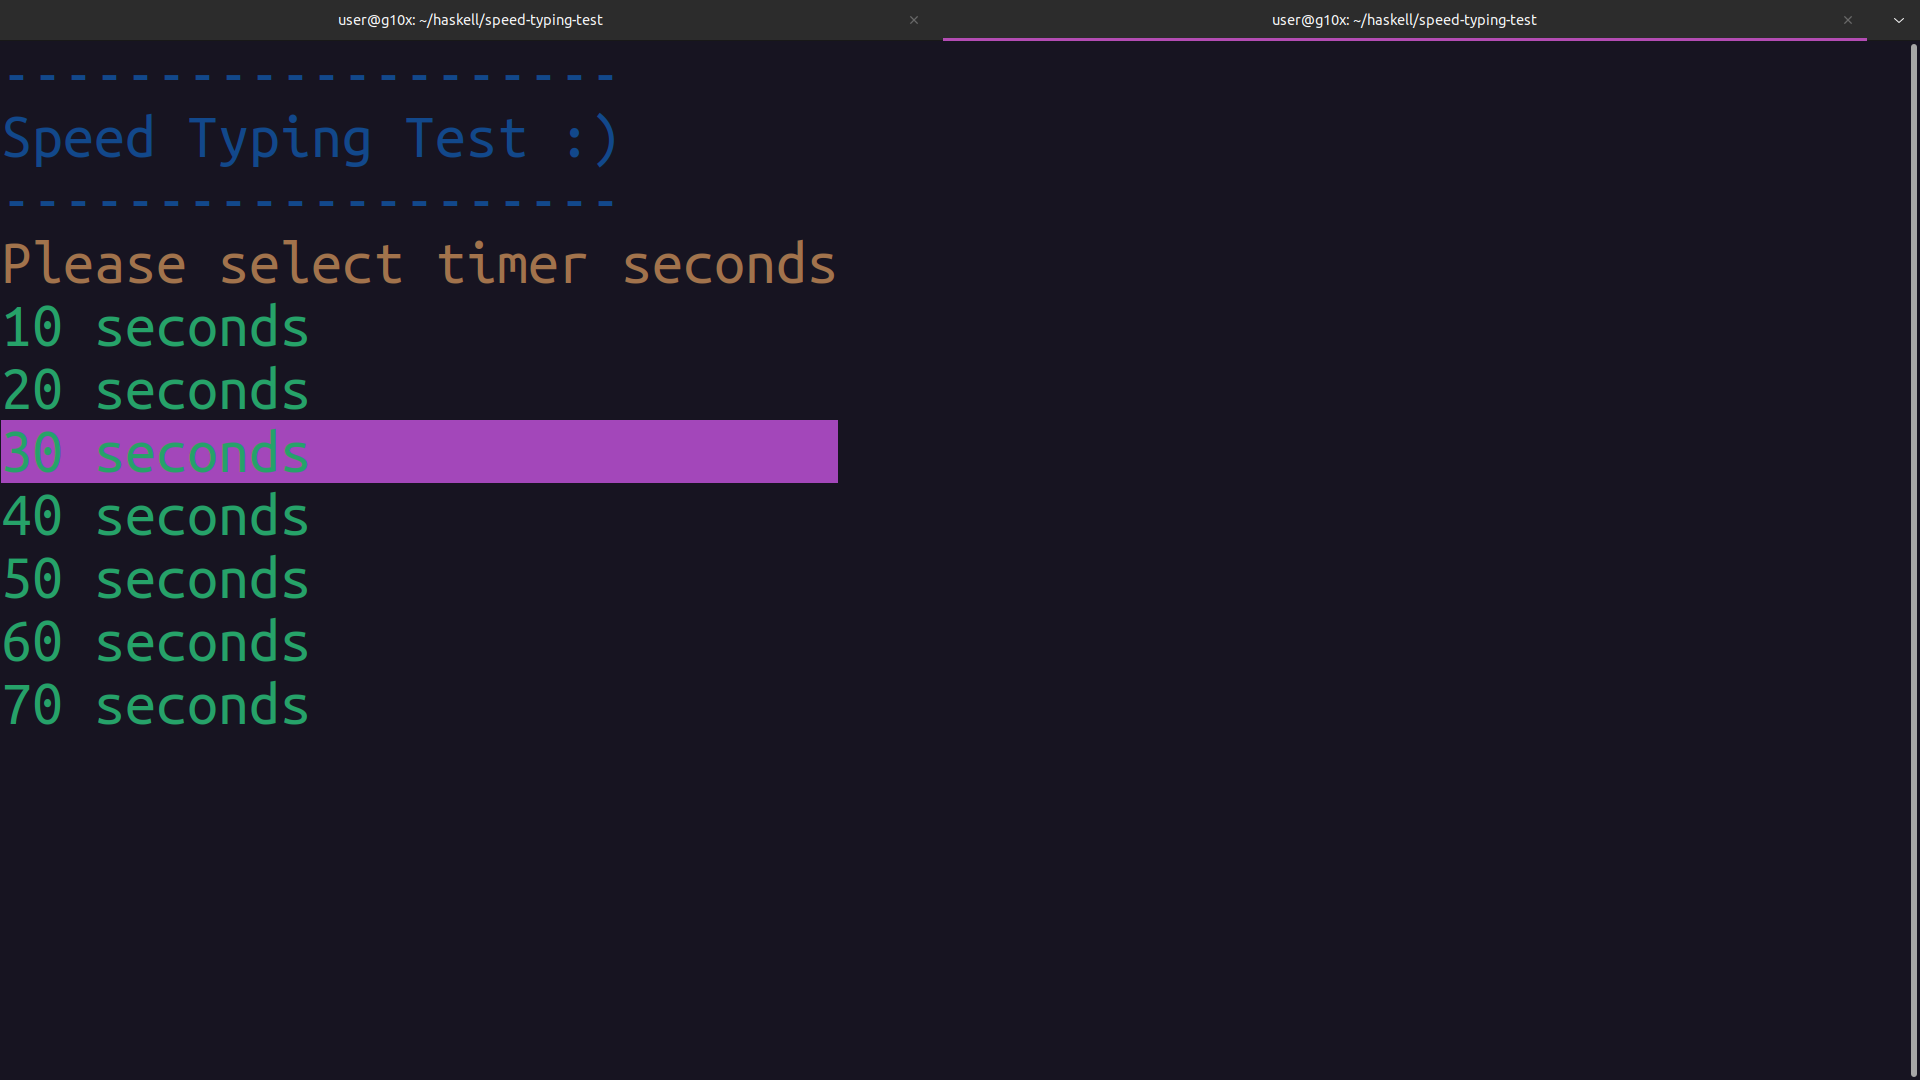 user@g10x: ~/haskell/speed-typing-test
user@g10x: ~/haskell/speed-typing-test
--------------------
Speed Typing Test :)
--------------------
Please select timer seconds
10 seconds
20 seconds
30 seconds
40 seconds
50 seconds
60 seconds
70 seconds